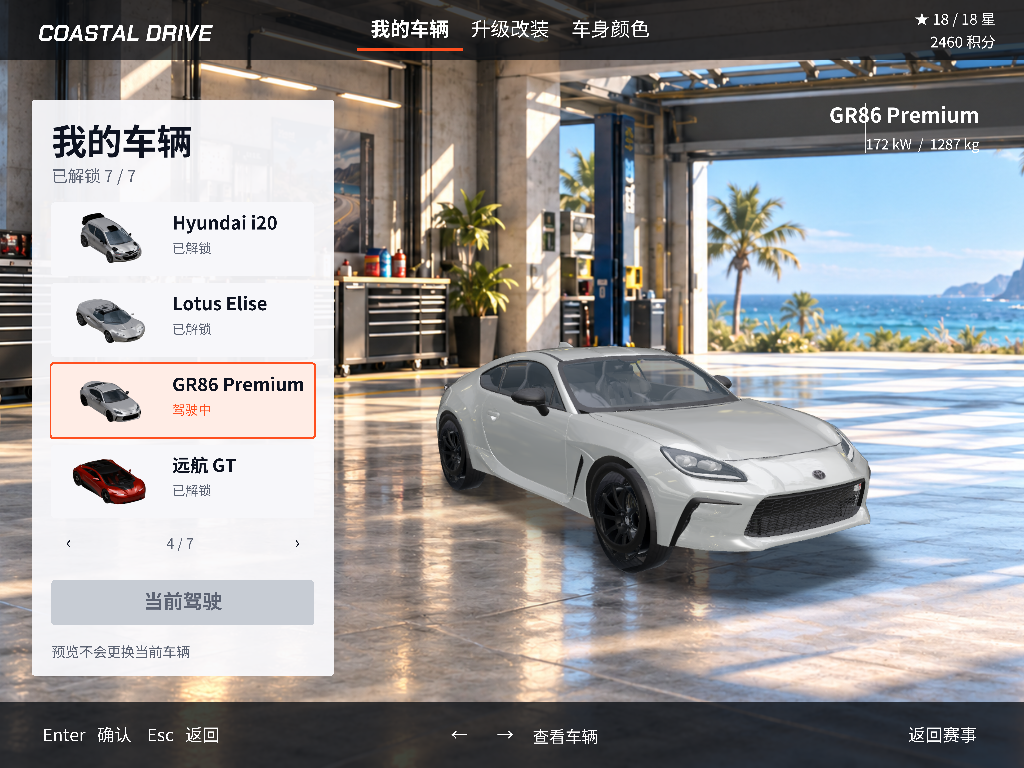 COASTAL DRIVE
我的车辆 升级改装 车身颜色
★ 18 / 18 星
2460 积分
GR86 Premium
172 kW / 1287 kg
我的车辆
已解锁 7 / 7
Hyundai i20
已解锁
Lotus Elise
已解锁
GR86 Premium
驾驶中
远航 GT
已解锁
‹ 4 / 7 ›
当前驾驶
预览不会更换当前车辆
Enter 确认 Esc 返回
← → 查看车辆
返回赛事